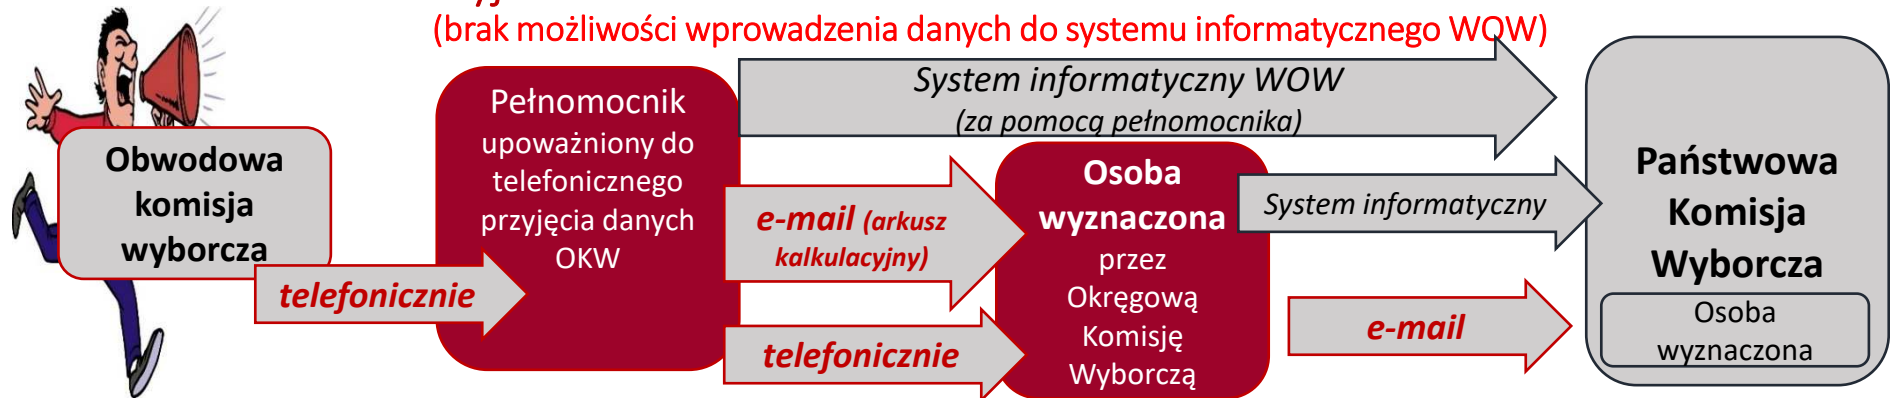 (brak możliwości wprowadzenia danych do systemu informatycznego WOW)
System informatyczny WOW
(za pomocą pełnomocnika)
Pełnomocnik
upoważniony do
telefonicznego
przyjęcia danych
OKW
Obwodowa
komisja
wyborcza
telefonicznie
e-mail (arkusz
kalkulacyjny)
telefonicznie
Osoba
wyznaczona
przez
Okręgową
Komisję
Wyborczą
System informatyczny
e-mail
Państwowa
Komisja
Wyborcza
Osoba
wyznaczona